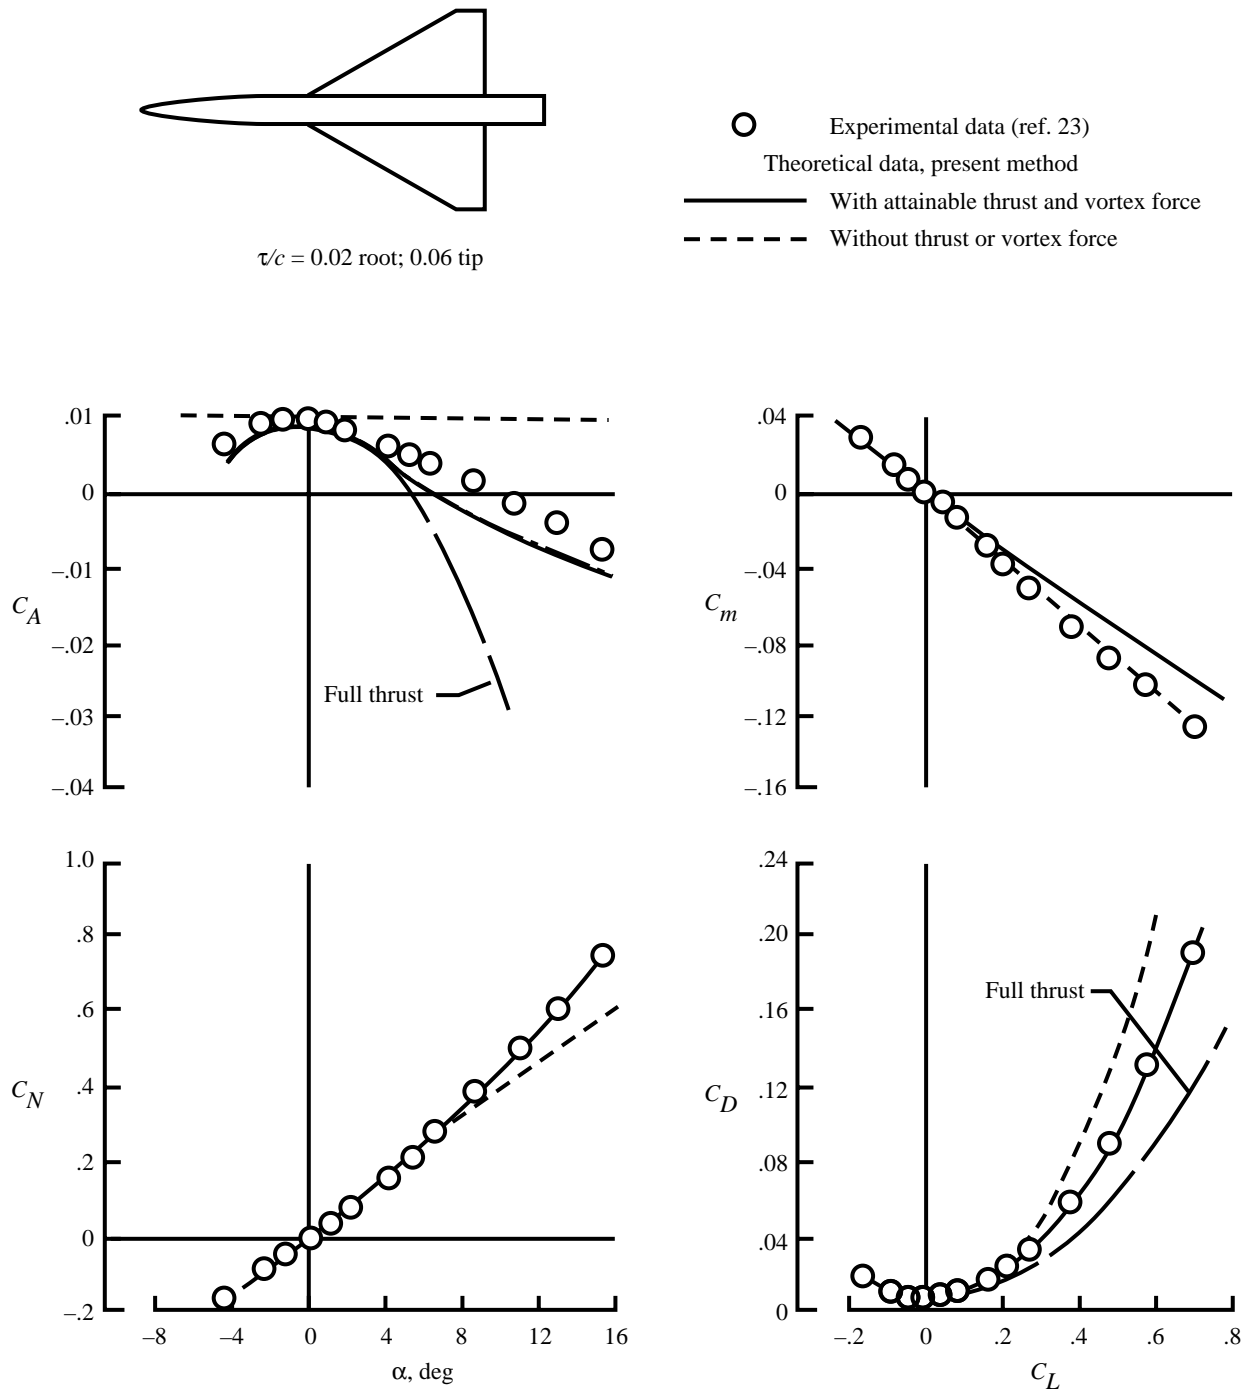 Experimental data (ref. 23)
Theoretical data, present method
With attainable thrust and vortex force
Without thrust or vortex force
τ/c = 0.02 root; 0.06 tip
.01
0
–.01
–.02
–.03
–.04
C_A
Full thrust
.04
0
–.04
–.08
–.12
–.16
C_m
1.0
.8
.6
.4
.2
0
–.2
C_N
–8 –4 0 4 8 12 16
α, deg
.24
.20
.16
.12
.08
.04
0
C_D
Full thrust
–.2 0 .2 .4 .6 .8
C_L